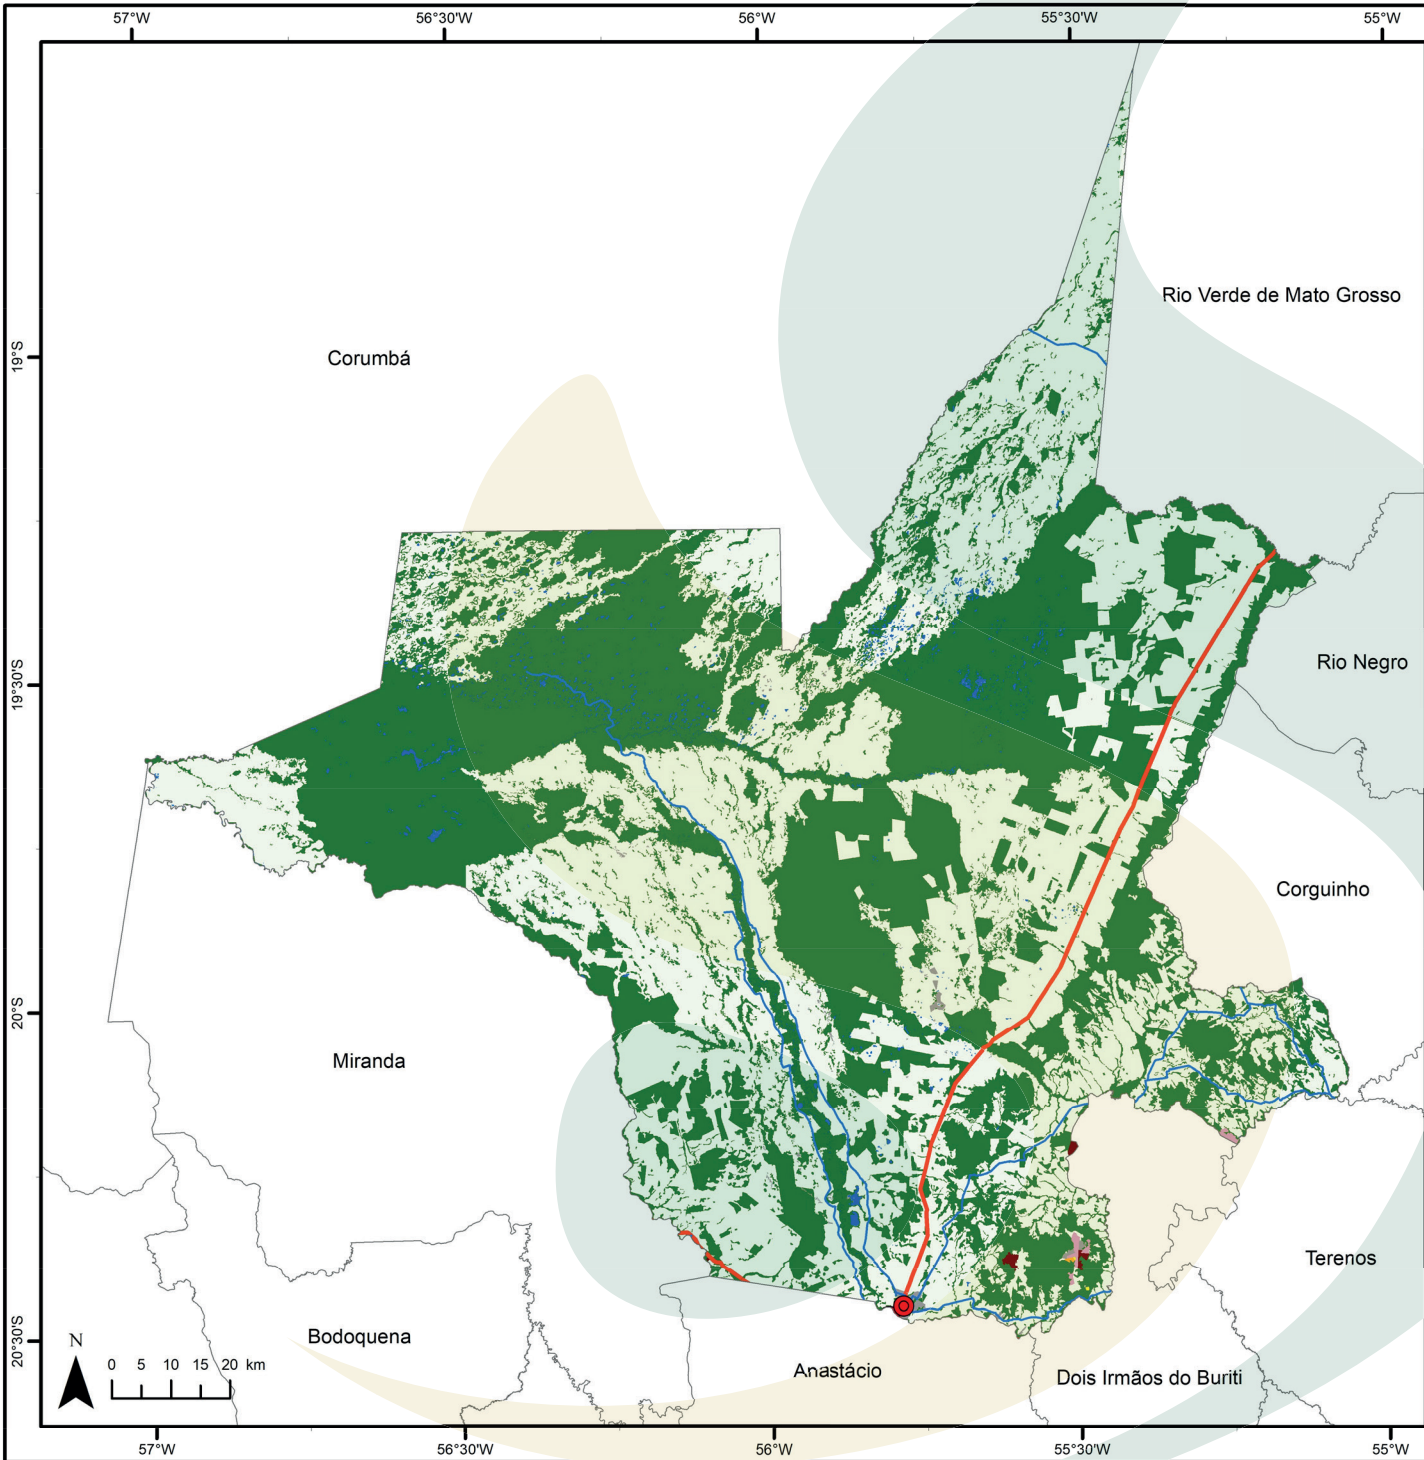 57°W 56°30'W 56°W 55°30'W 55°W
Rio Verde de Mato Grosso
19°S
Corumbá
Rio Negro
19°30'S
Corguinho
20°S
Miranda
Terenos
20°30'S
Bodoquena
N
0 5 10 15 20 km
Anastácio
Dois Irmãos do Buriti
57°W 56°30'W 56°W 55°30'W 55°W